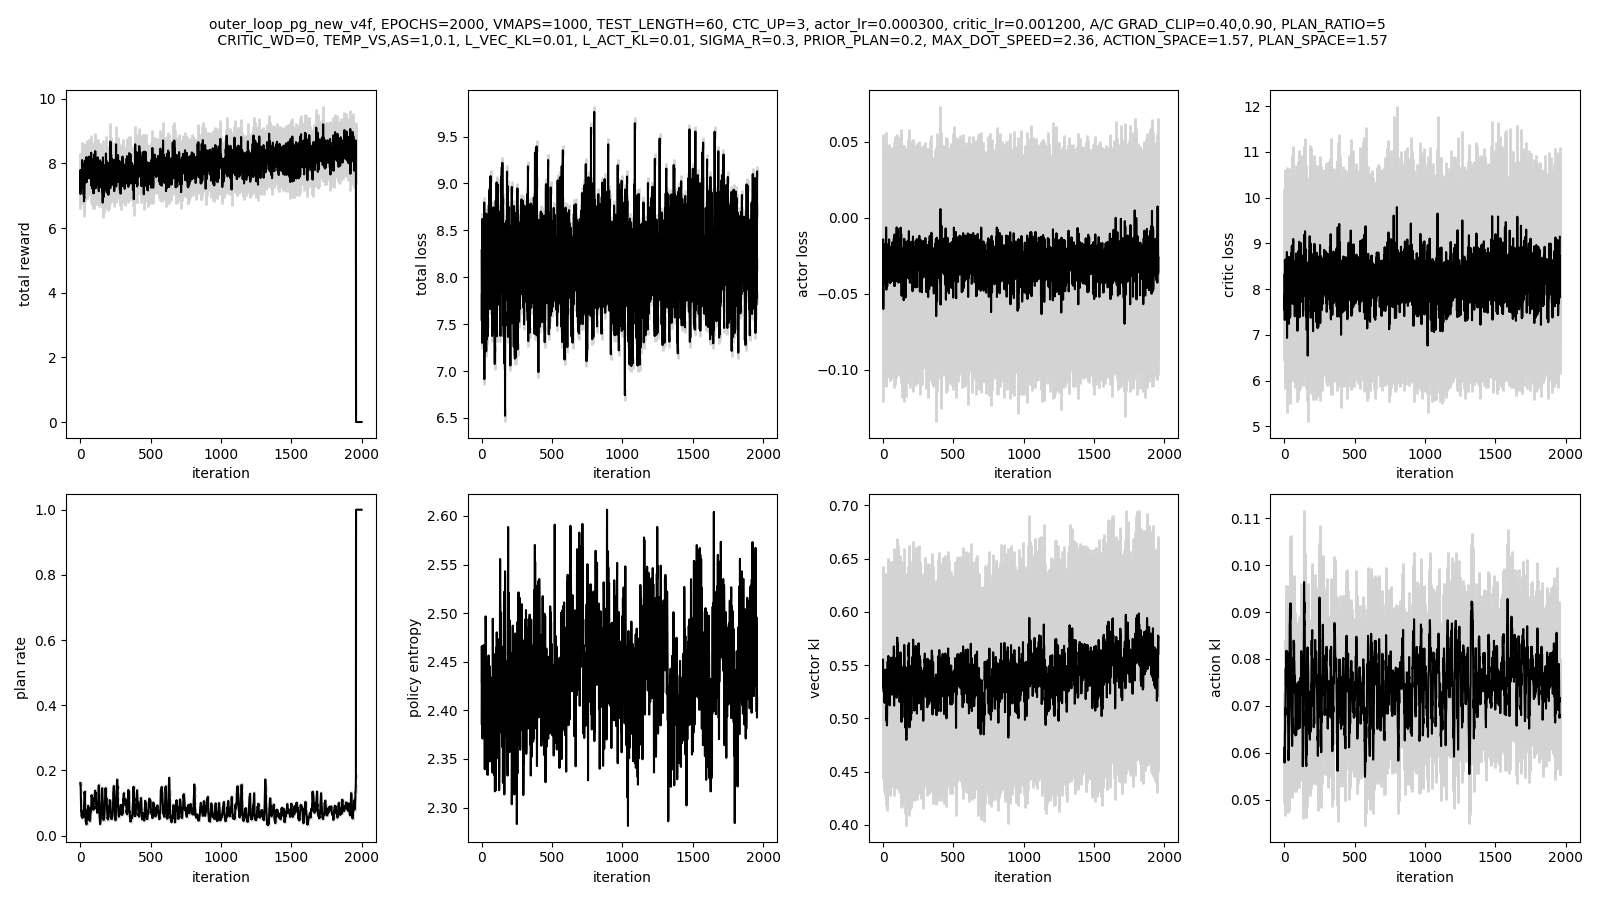 outer_loop_pg_new_v4f, EPOCHS=2000, VMAPS=1000, TEST_LENGTH=60, CTC_UP=3, actor_lr=0.000300, critic_lr=0.001200, A/C GRAD_CLIP=0.40,0.90, PLAN_RATIO=5
CRITIC_WD=0, TEMP_VS,AS=1,0.1, L_VEC_KL=0.01, L_ACT_KL=0.01, SIGMA_R=0.3, PRIOR_PLAN=0.2, MAX_DOT_SPEED=2.36, ACTION_SPACE=1.57, PLAN_SPACE=1.57
total reward
10
8
6
4
2
0
0 500 1000 1500 2000
iteration
total loss
9.5
9.0
8.5
8.0
7.5
7.0
6.5
0 500 1000 1500 2000
iteration
actor loss
0.05
0.00
−0.05
−0.10
0 500 1000 1500 2000
iteration
critic loss
12
11
10
9
8
7
6
5
0 500 1000 1500 2000
iteration
plan rate
1.0
0.8
0.6
0.4
0.2
0.0
0 500 1000 1500 2000
iteration
policy entropy
2.60
2.55
2.50
2.45
2.40
2.35
2.30
0 500 1000 1500 2000
iteration
vector kl
0.70
0.65
0.60
0.55
0.50
0.45
0.40
0 500 1000 1500 2000
iteration
action kl
0.11
0.10
0.09
0.08
0.07
0.06
0.05
0 500 1000 1500 2000
iteration